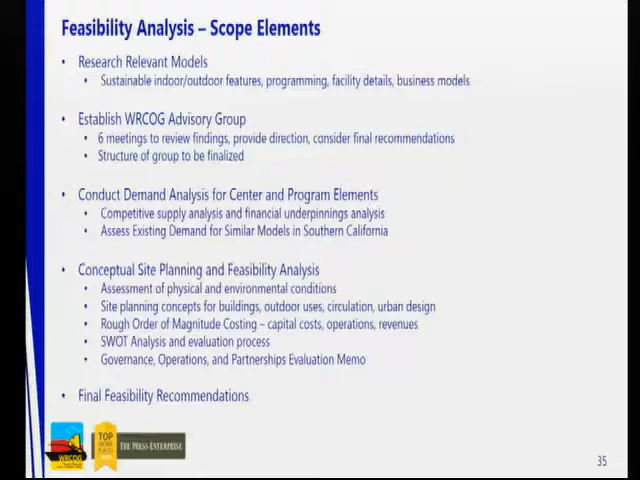 Feasibility Analysis – Scope Elements
• Research Relevant Models
• Sustainable indoor/outdoor features, programming, facility details, business models
• Establish WRCOG Advisory Group
• 6 meetings to review findings, provide direction, consider final recommendations
• Structure of group to be finalized
• Conduct Demand Analysis for Center and Program Elements
• Competitive supply analysis and financial underpinnings analysis
• Assess Existing Demand for Similar Models in Southern California
• Conceptual Site Planning and Feasibility Analysis
• Assessment of physical and environmental conditions
• Site planning concepts for buildings, outdoor uses, circulation, urban design
• Rough Order of Magnitude Costing – capital costs, operations, revenues
• SWOT Analysis and evaluation process
• Governance, Operations, and Partnerships Evaluation Memo
• Final Feasibility Recommendations
WRCOG
TOP
WORK
PLACES
THE PRESS-ENTERPRISE
35